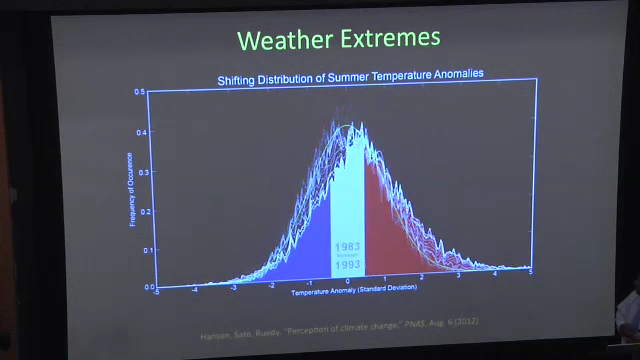 Weather Extremes
Shifting Distribution of Summer Temperature Anomalies
0.5
0.4
0.3
0.2
0.1
0.0
Frequency of Occurence
1983
through
1993
-5 -4 -3 -2 -1 0 1 2 3 4 5
Temperature Anomaly (Standard Deviation)
Hansen, Sato, Ruedy, "Perception of climate change," PNAS, Aug. 6 (2012)